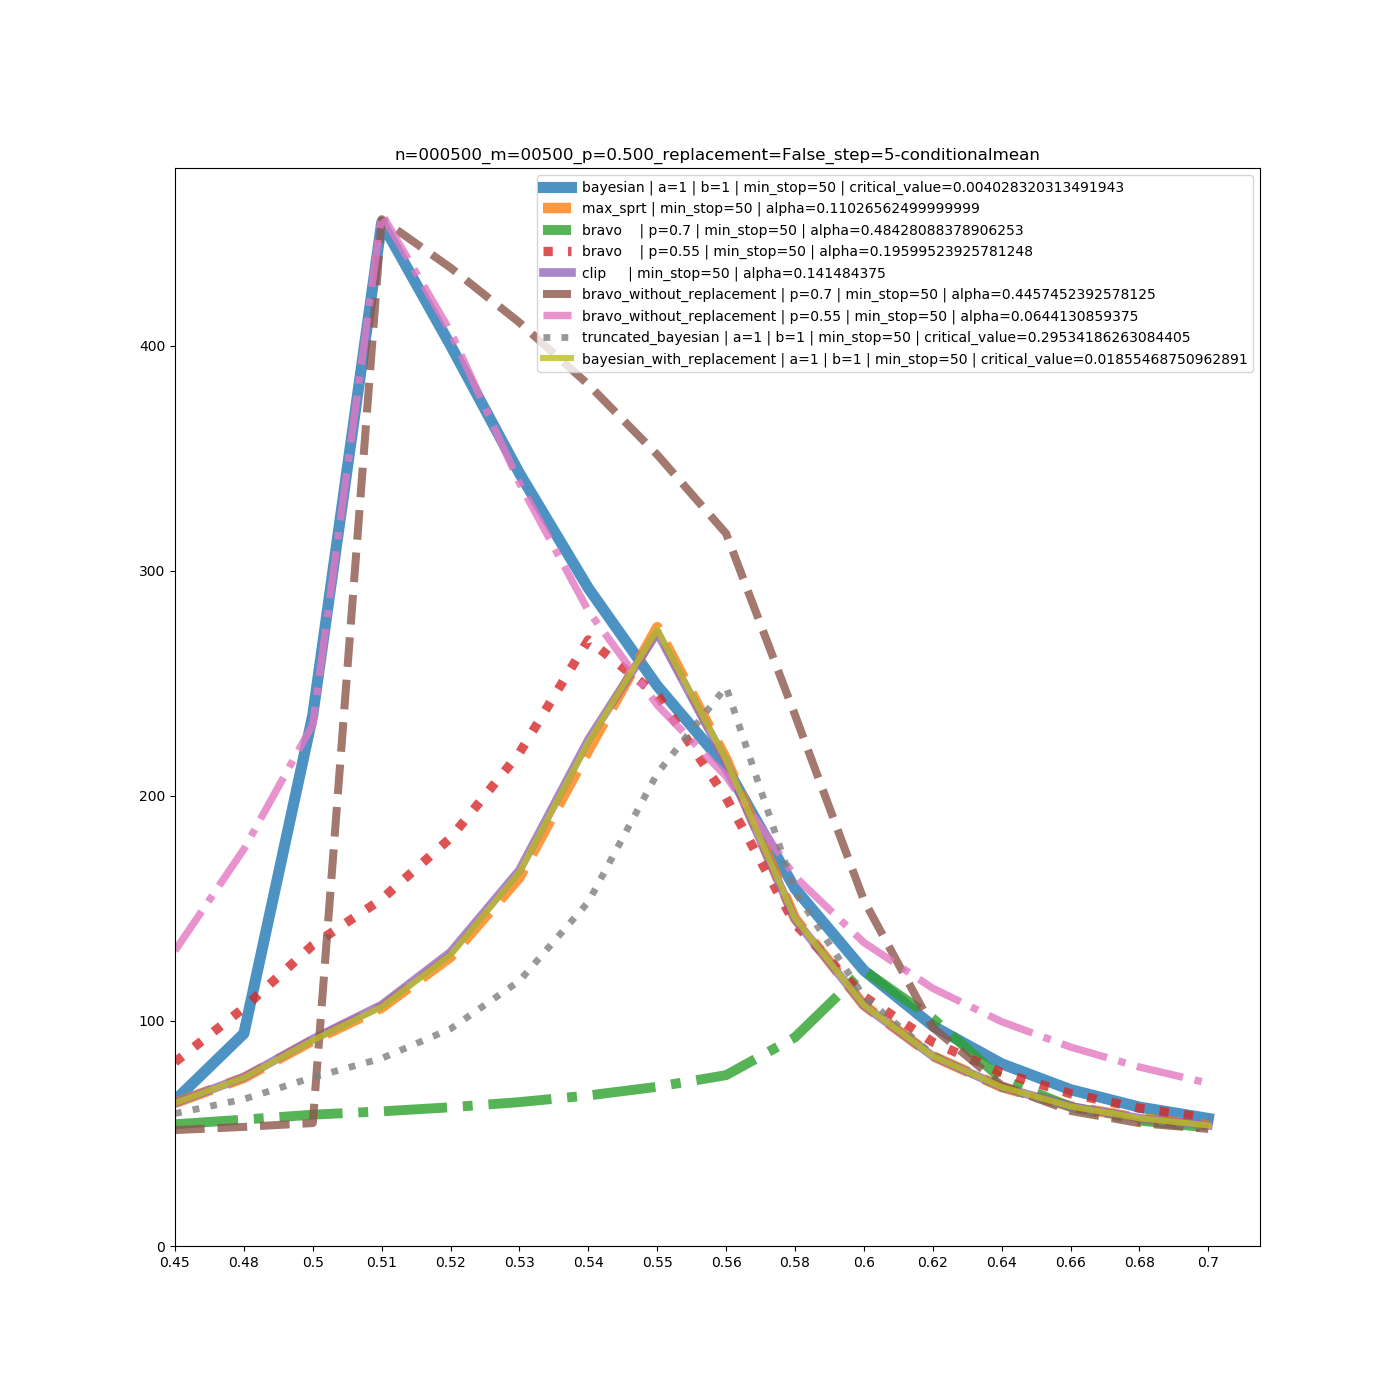 n=000500_m=00500_p=0.500_replacement=False_step=5-conditionalmean
bayesian | a=1 | b=1 | min_stop=50 | critical_value=0.004028320313491943
max_sprt | min_stop=50 | alpha=0.11026562499999999
bravo | p=0.7 | min_stop=50 | alpha=0.48428088378906253
bravo | p=0.55 | min_stop=50 | alpha=0.19599523925781248
clip | min_stop=50 | alpha=0.141484375
bravo_without_replacement | p=0.7 | min_stop=50 | alpha=0.4457452392578125
bravo_without_replacement | p=0.55 | min_stop=50 | alpha=0.0644130859375
truncated_bayesian | a=1 | b=1 | min_stop=50 | critical_value=0.29534186263084405
bayesian_with_replacement | a=1 | b=1 | min_stop=50 | critical_value=0.01855468750962891
400
300
200
100
0
0.45 0.48 0.5 0.51 0.52 0.53 0.54 0.55 0.56 0.58 0.6 0.62 0.64 0.66 0.68 0.7